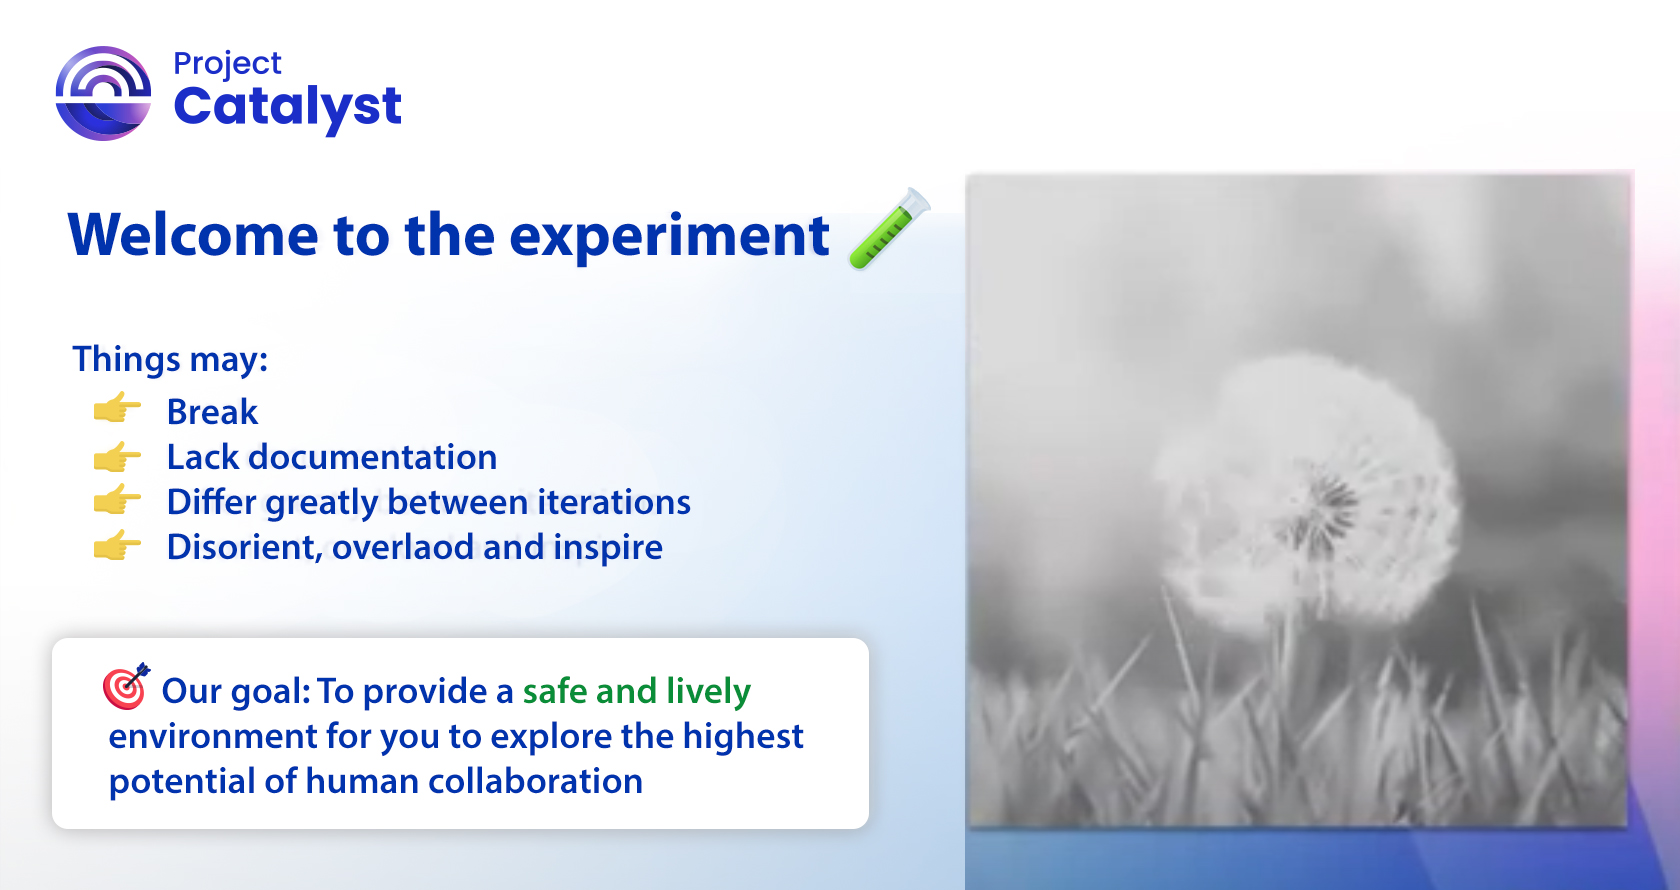 Project
Catalyst
Welcome to the experiment
Things may:
Break
Lack documentation
Differ greatly between iterations
Disorient, overlaod and inspire
Our goal: To provide a safe and lively
environment for you to explore the highest
potential of human collaboration